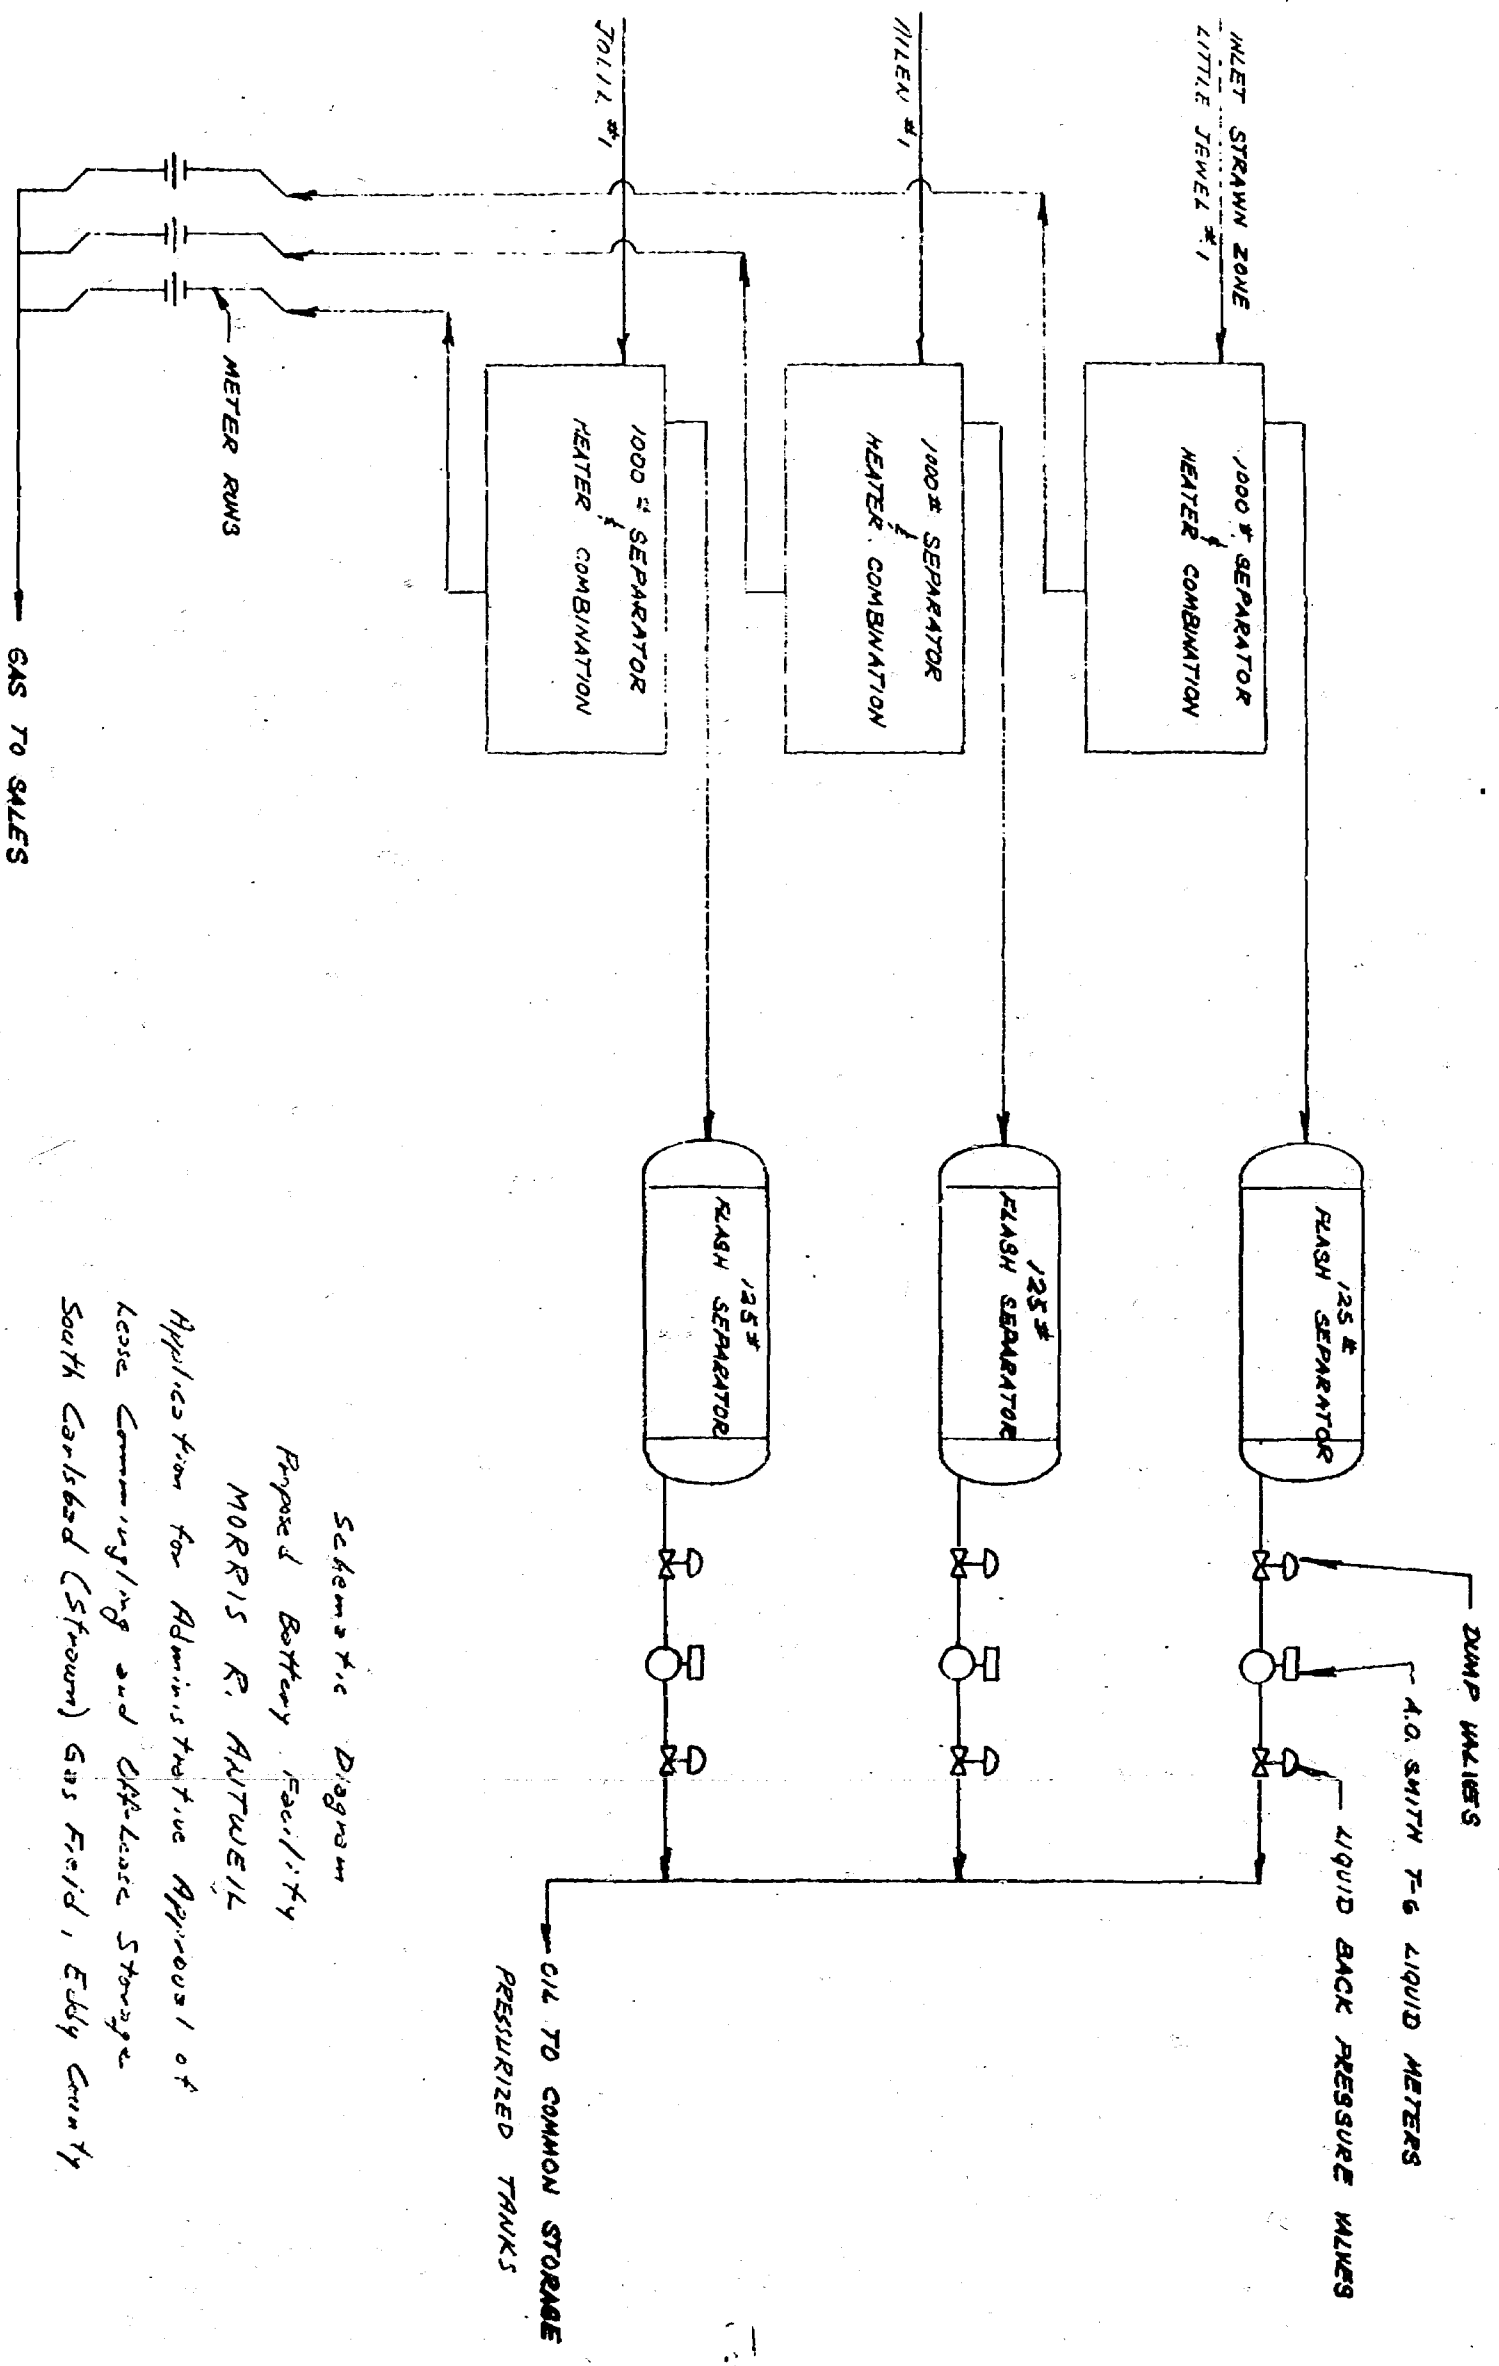 INLET STRAWN ZONE
LITTLE JEWEL #1
1000# SEPARATOR
&
HEATER COMBINATION
125#
FLASH SEPARATOR
DUMP VALVES
A.O. SMITH T-6 LIQUID METERS
LIQUID BACK PRESSURE VALVES
#1
1000# SEPARATOR
&
HEATER COMBINATION
125#
FLASH SEPARATOR
#1
1000# SEPARATOR
&
HEATER COMBINATION
125#
FLASH SEPARATOR
OIL TO COMMON STORAGE
PRESSURIZED TANKS
METER RUNS
GAS TO SALES
Schematic Diagram
Proposed Battery Facility
MORRIS R. ANTWEIL
Application for Administrative Approval of
Lease Commingling and Off-Lease Storage
South Carlsbad (Strawn) Gas Field, Eddy County